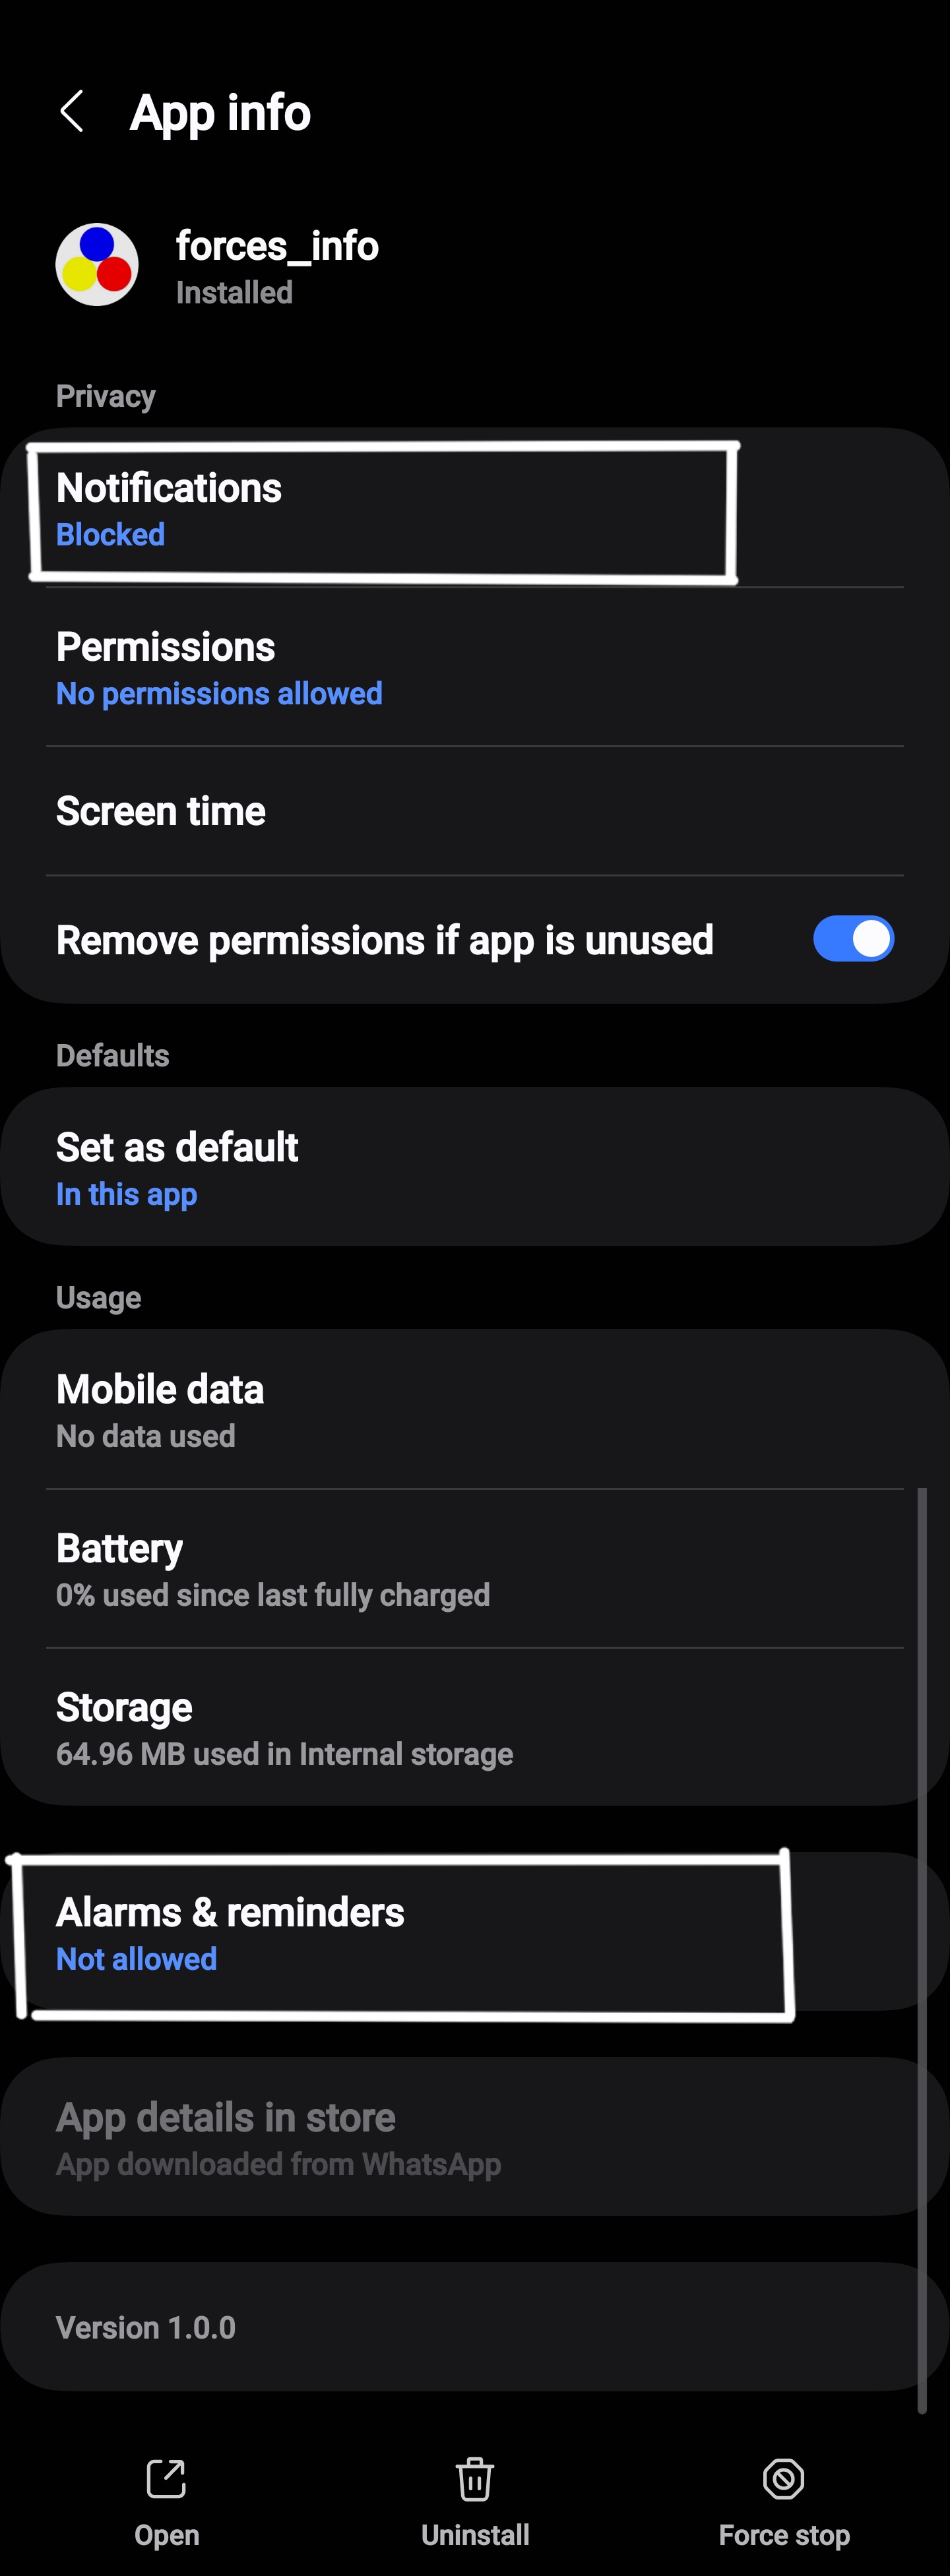 App info
forces_info
Installed
Privacy
Notifications
Blocked
Permissions
No permissions allowed
Screen time
Remove permissions if app is unused
Defaults
Set as default
In this app
Usage
Mobile data
No data used
Battery
0% used since last fully charged
Storage
64.96 MB used in Internal storage
Alarms & reminders
Not allowed
App details in store
App downloaded from WhatsApp
Version 1.0.0
Open
Uninstall
Force stop